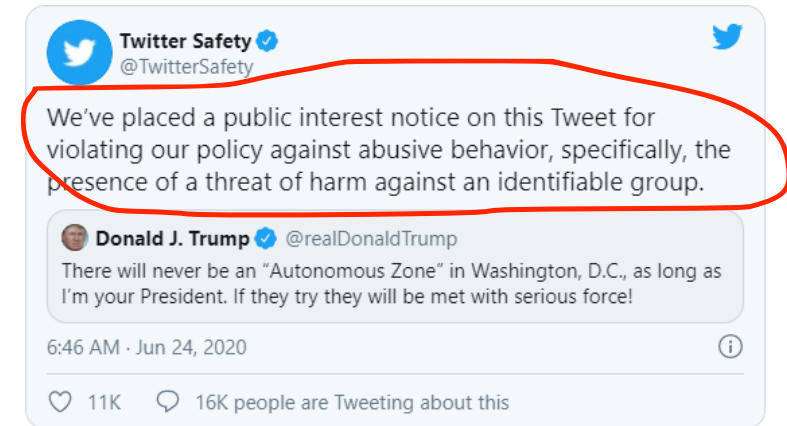 Twitter Safety
@TwitterSafety
We've placed a public interest notice on this Tweet for
violating our policy against abusive behavior, specifically, the
presence of a threat of harm against an identifiable group.
Donald J. Trump @realDonaldTrump
There will never be an “Autonomous Zone” in Washington, D.C., as long as
I'm your President. If they try they will be met with serious force!
6:46 AM · Jun 24, 2020
11K 16K people are Tweeting about this